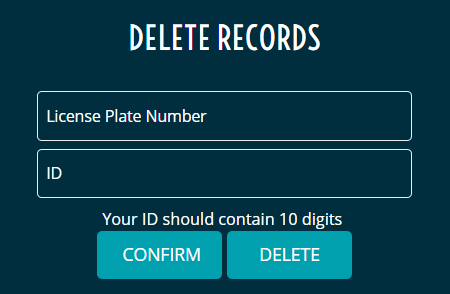 DELETE RECORDS
License Plate Number
ID
Your ID should contain 10 digits
CONFIRM DELETE